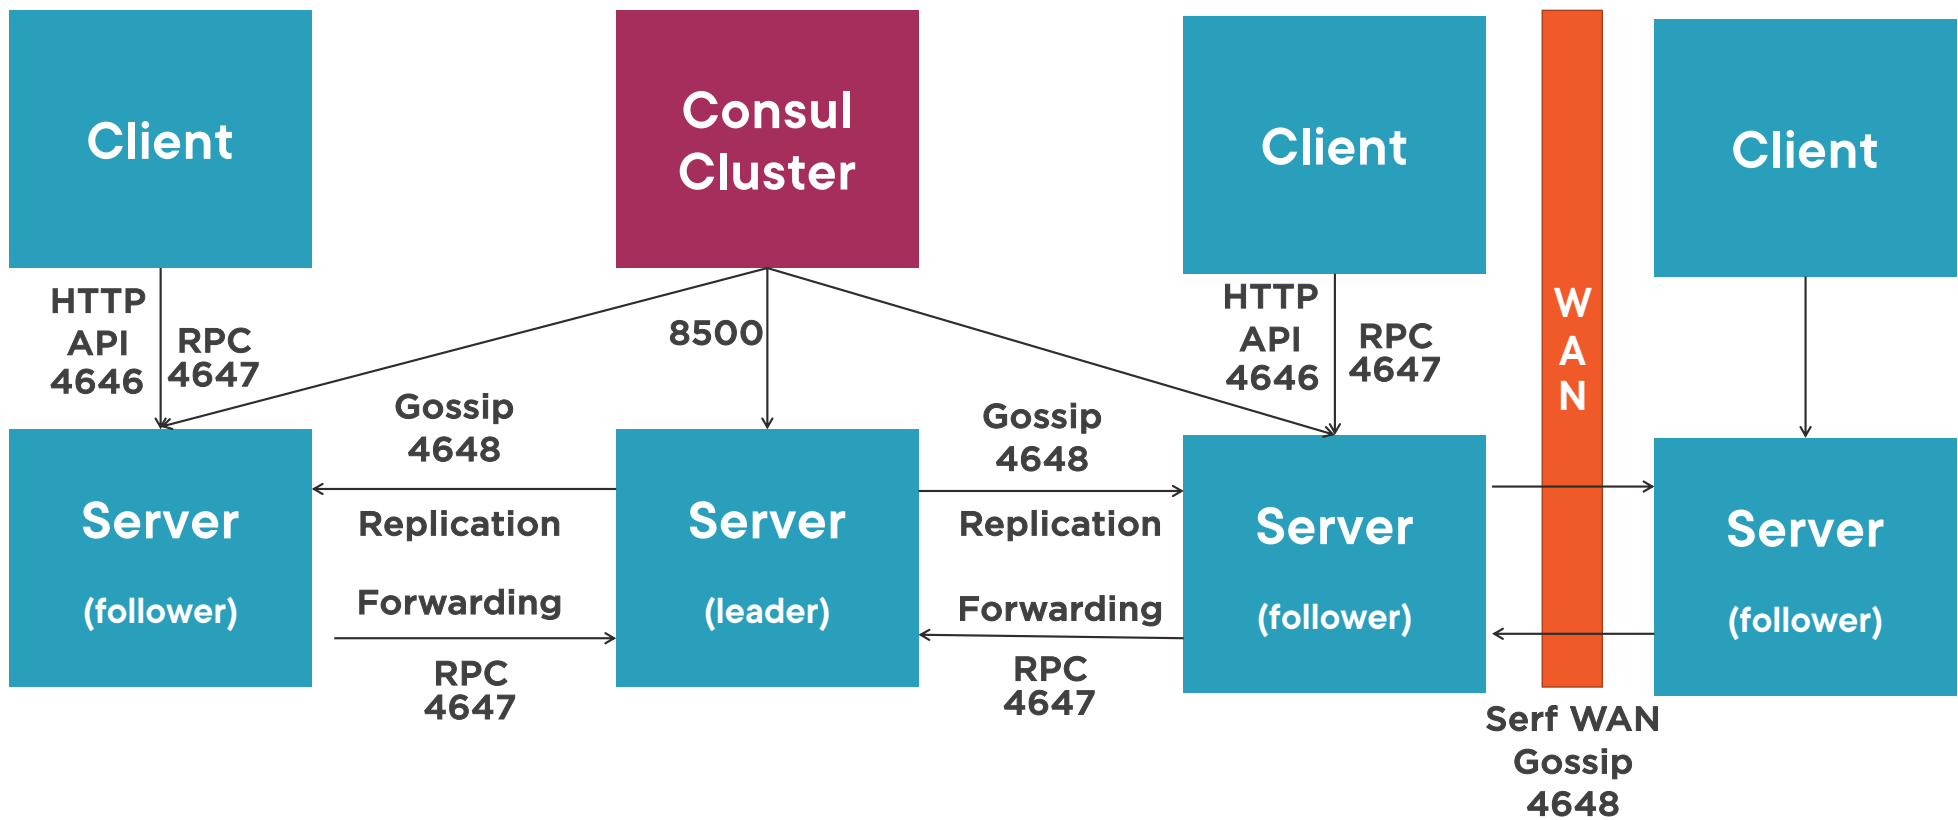 Client
Consul
Cluster
Client
Client
HTTP
API
4646
RPC
4647
8500
HTTP
API
4646
RPC
4647
W
A
N
Gossip
4648
Replication
Gossip
4648
Replication
Server
(follower)
Server
(leader)
Server
(follower)
Server
(follower)
Forwarding
RPC
4647
Forwarding
RPC
4647
Serf WAN
Gossip
4648